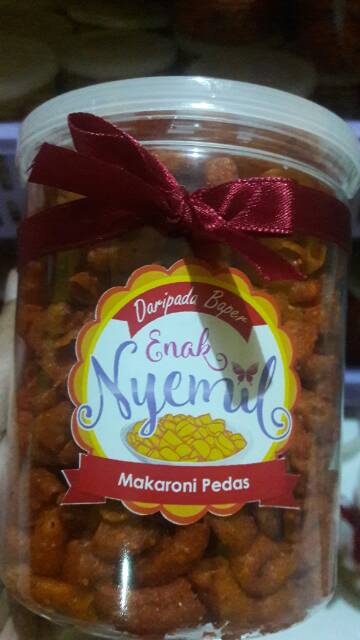 Daripada Baper
Enak
Nyemil
Makaroni Pedas